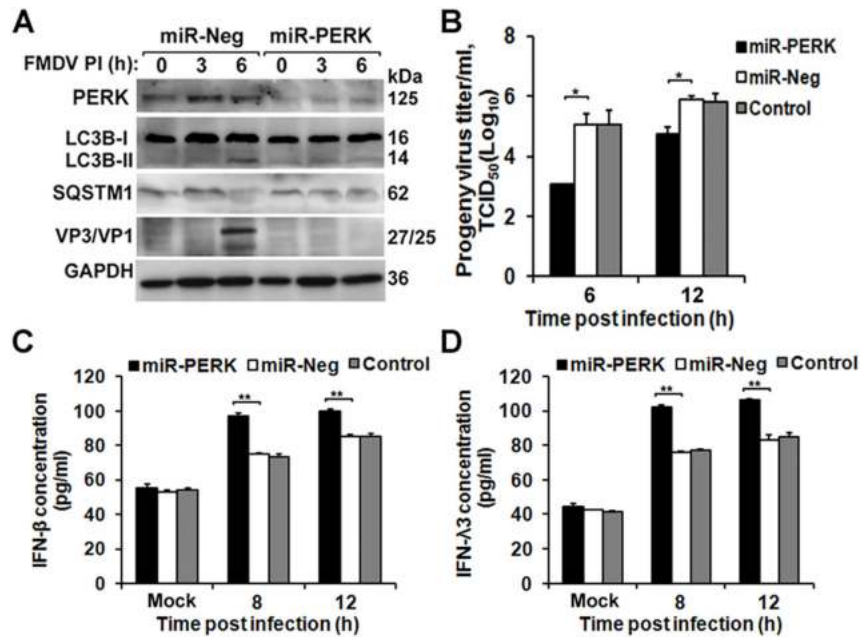 A
miR-Neg miR-PERK
FMDV PI (h): 0 3 6 0 3 6
kDa
PERK 125
LC3B-I 16
LC3B-II 14
SQSTM1 62
VP3/VP1 27/25
GAPDH 36
B
miR-PERK
miR-Neg
Control
Progeny virus titer/ml,
TCID50(Log10)
8
6
4
2
0
* *
6 12
Time post infection (h)
C
miR-PERK miR-Neg Control
IFN-β concentration
(pg/ml)
120
100
80
60
40
20
0
** **
Mock 8 12
Time post infection (h)
D
miR-PERK miR-Neg Control
IFN-λ3 concentration
(pg/ml)
120
100
80
60
40
20
0
** **
Mock 8 12
Time post infection (h)